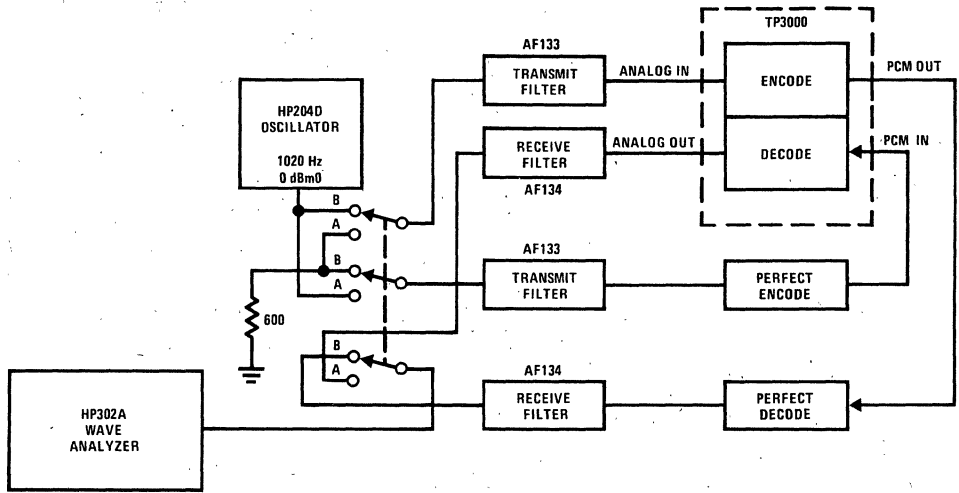 TP3000
AF133
TRANSMIT
FILTER
ANALOG IN
ENCODE
PCM OUT
HP204D
OSCILLATOR
1020 Hz
0 dBm0
RECEIVE
FILTER
AF134
ANALOG OUT
DECODE
PCM IN
B
A
B
A
AF133
TRANSMIT
FILTER
PERFECT
ENCODE
600
B
A
AF134
RECEIVE
FILTER
PERFECT
DECODE
HP302A
WAVE
ANALYZER